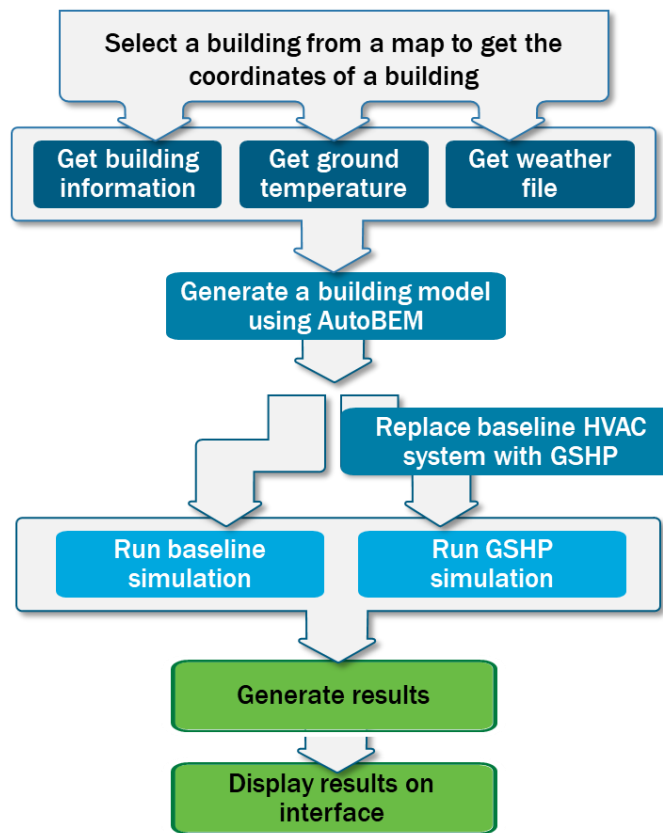 Select a building from a map to get the
coordinates of a building
Get building
information
Get ground
temperature
Get weather
file
Generate a building model
using AutoBEM
Replace baseline HVAC
system with GSHP
Run baseline
simulation
Run GSHP
simulation
Generate results
Display results on
interface